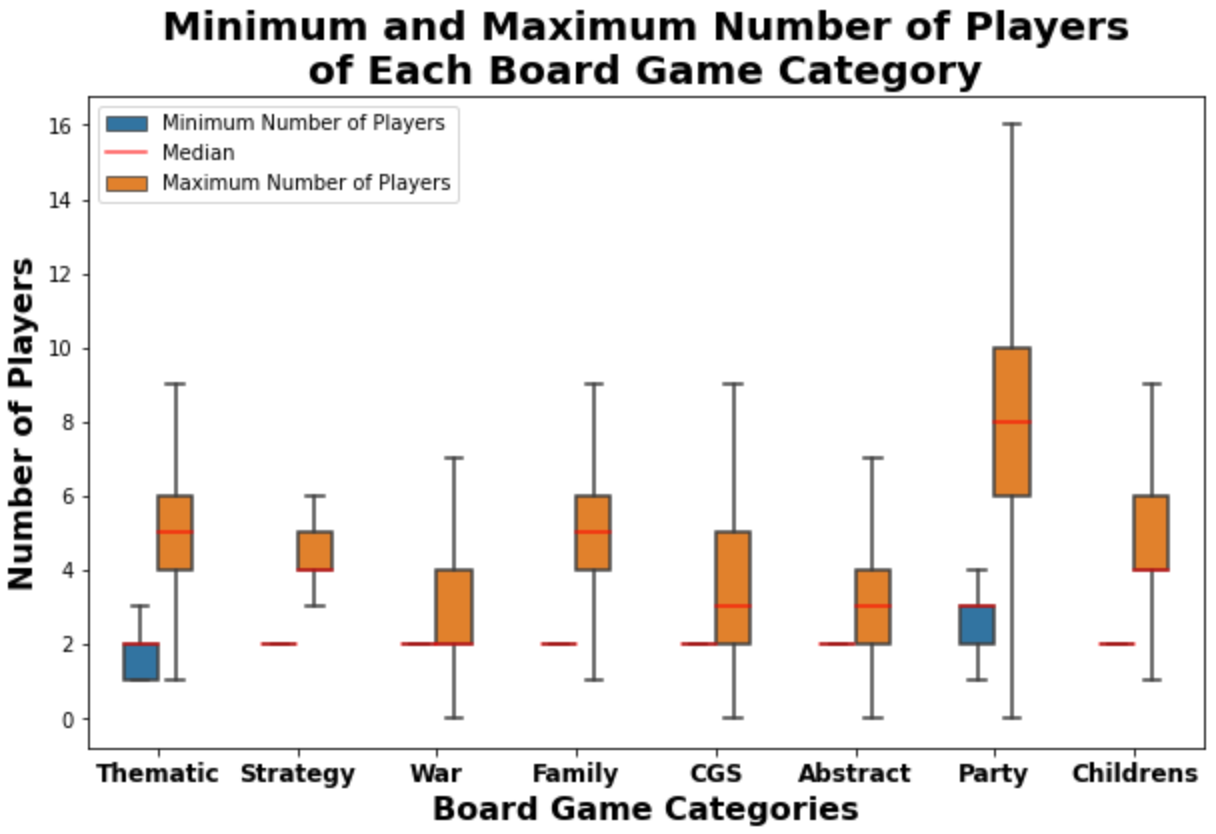 Minimum and Maximum Number of Players
of Each Board Game Category
Minimum Number of Players
Median
Maximum Number of Players
Number of Players
16
14
12
10
8
6
4
2
0
Thematic Strategy War Family CGS Abstract Party Childrens
Board Game Categories